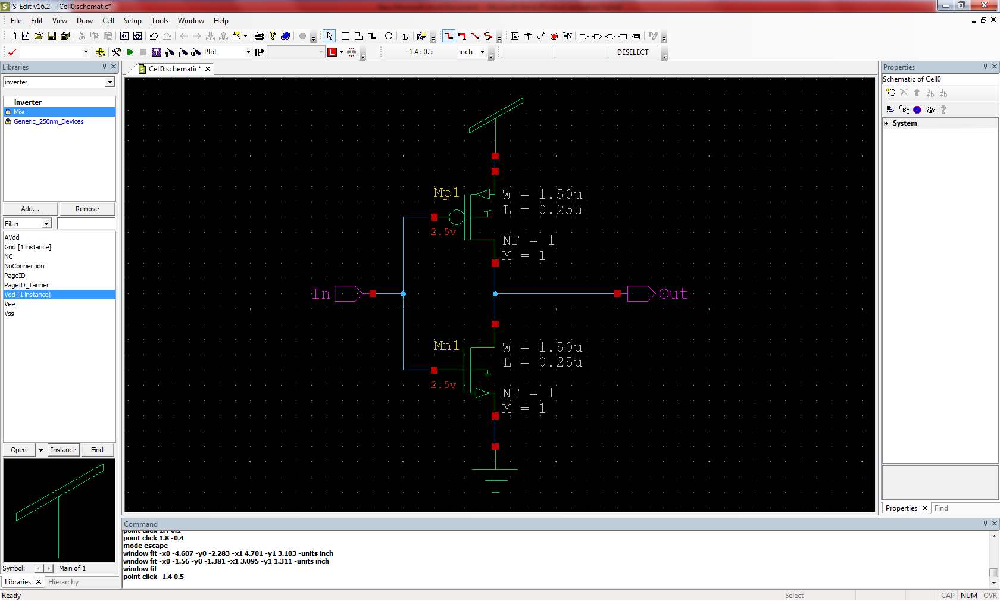 S-Edit v16.2 - [Cell0:schematic*]
File Edit View Draw Cell Setup Tools Window Help
Plot
-1.4 : 0.5 inch DESELECT
Libraries
inverter
inverter
Misc
Generic_250nm_Devices
Add... Remove
Filter
AVdd
Gnd [1 instance]
NC
NoConnection
PageID
PageID_Tanner
Vdd [1 instance]
Vee
Vss
Open Instance Find
Symbol: Main of 1
Libraries Hierarchy
Cell0:schematic*
Mp1
W = 1.50u
L = 0.25u
2.5v
NF = 1
M = 1
In
Out
Mn1
W = 1.50u
L = 0.25u
2.5v
NF = 1
M = 1
Properties
Schematic of Cell0
System
Properties Find
Command
point click 1.4 0.1
point click 1.8 -0.4
mode escape
window fit -x0 -4.607 -y0 -2.283 -x1 4.701 -y1 3.103 -units inch
window fit -x0 -1.56 -y0 -1.381 -x1 3.095 -y1 1.311 -units inch
window fit
point click -1.4 0.5
Ready Select CAP NUM OVR